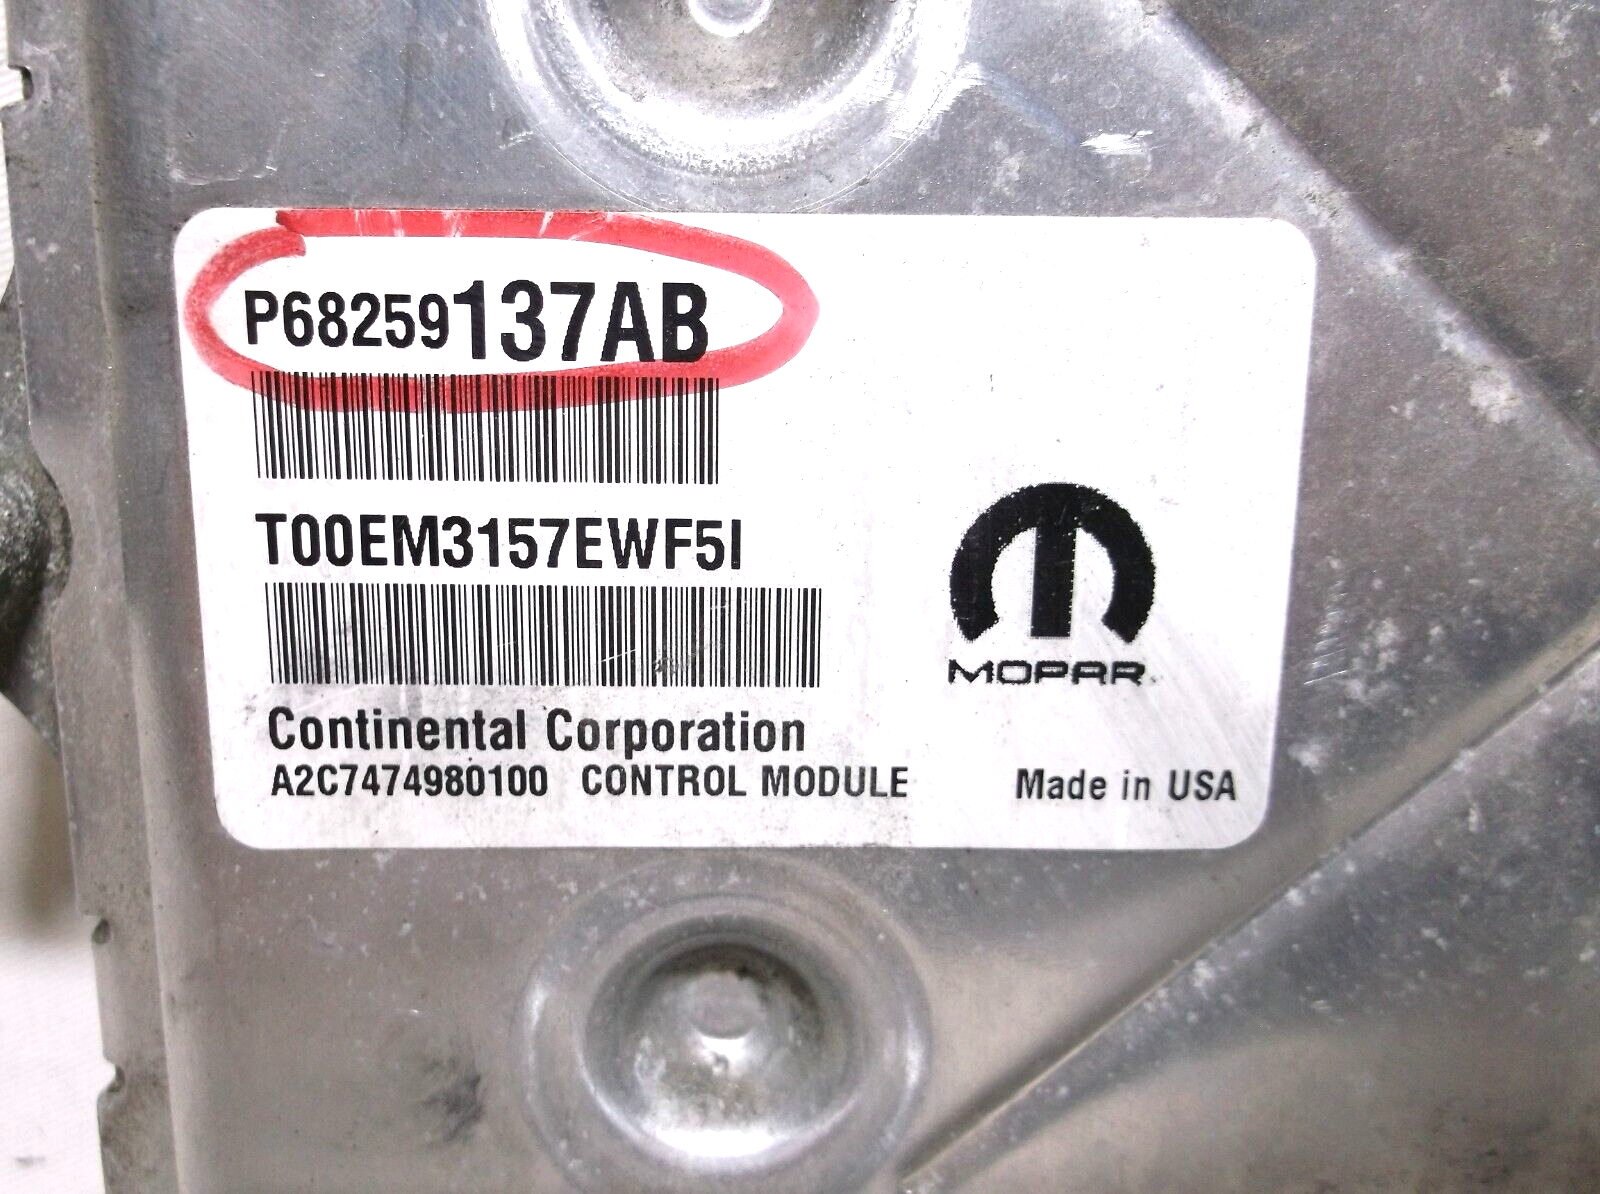 P68259137AB
T00EM3157EWF5I
MOPAR
Continental Corporation
A2C7474980100 CONTROL MODULE Made in USA